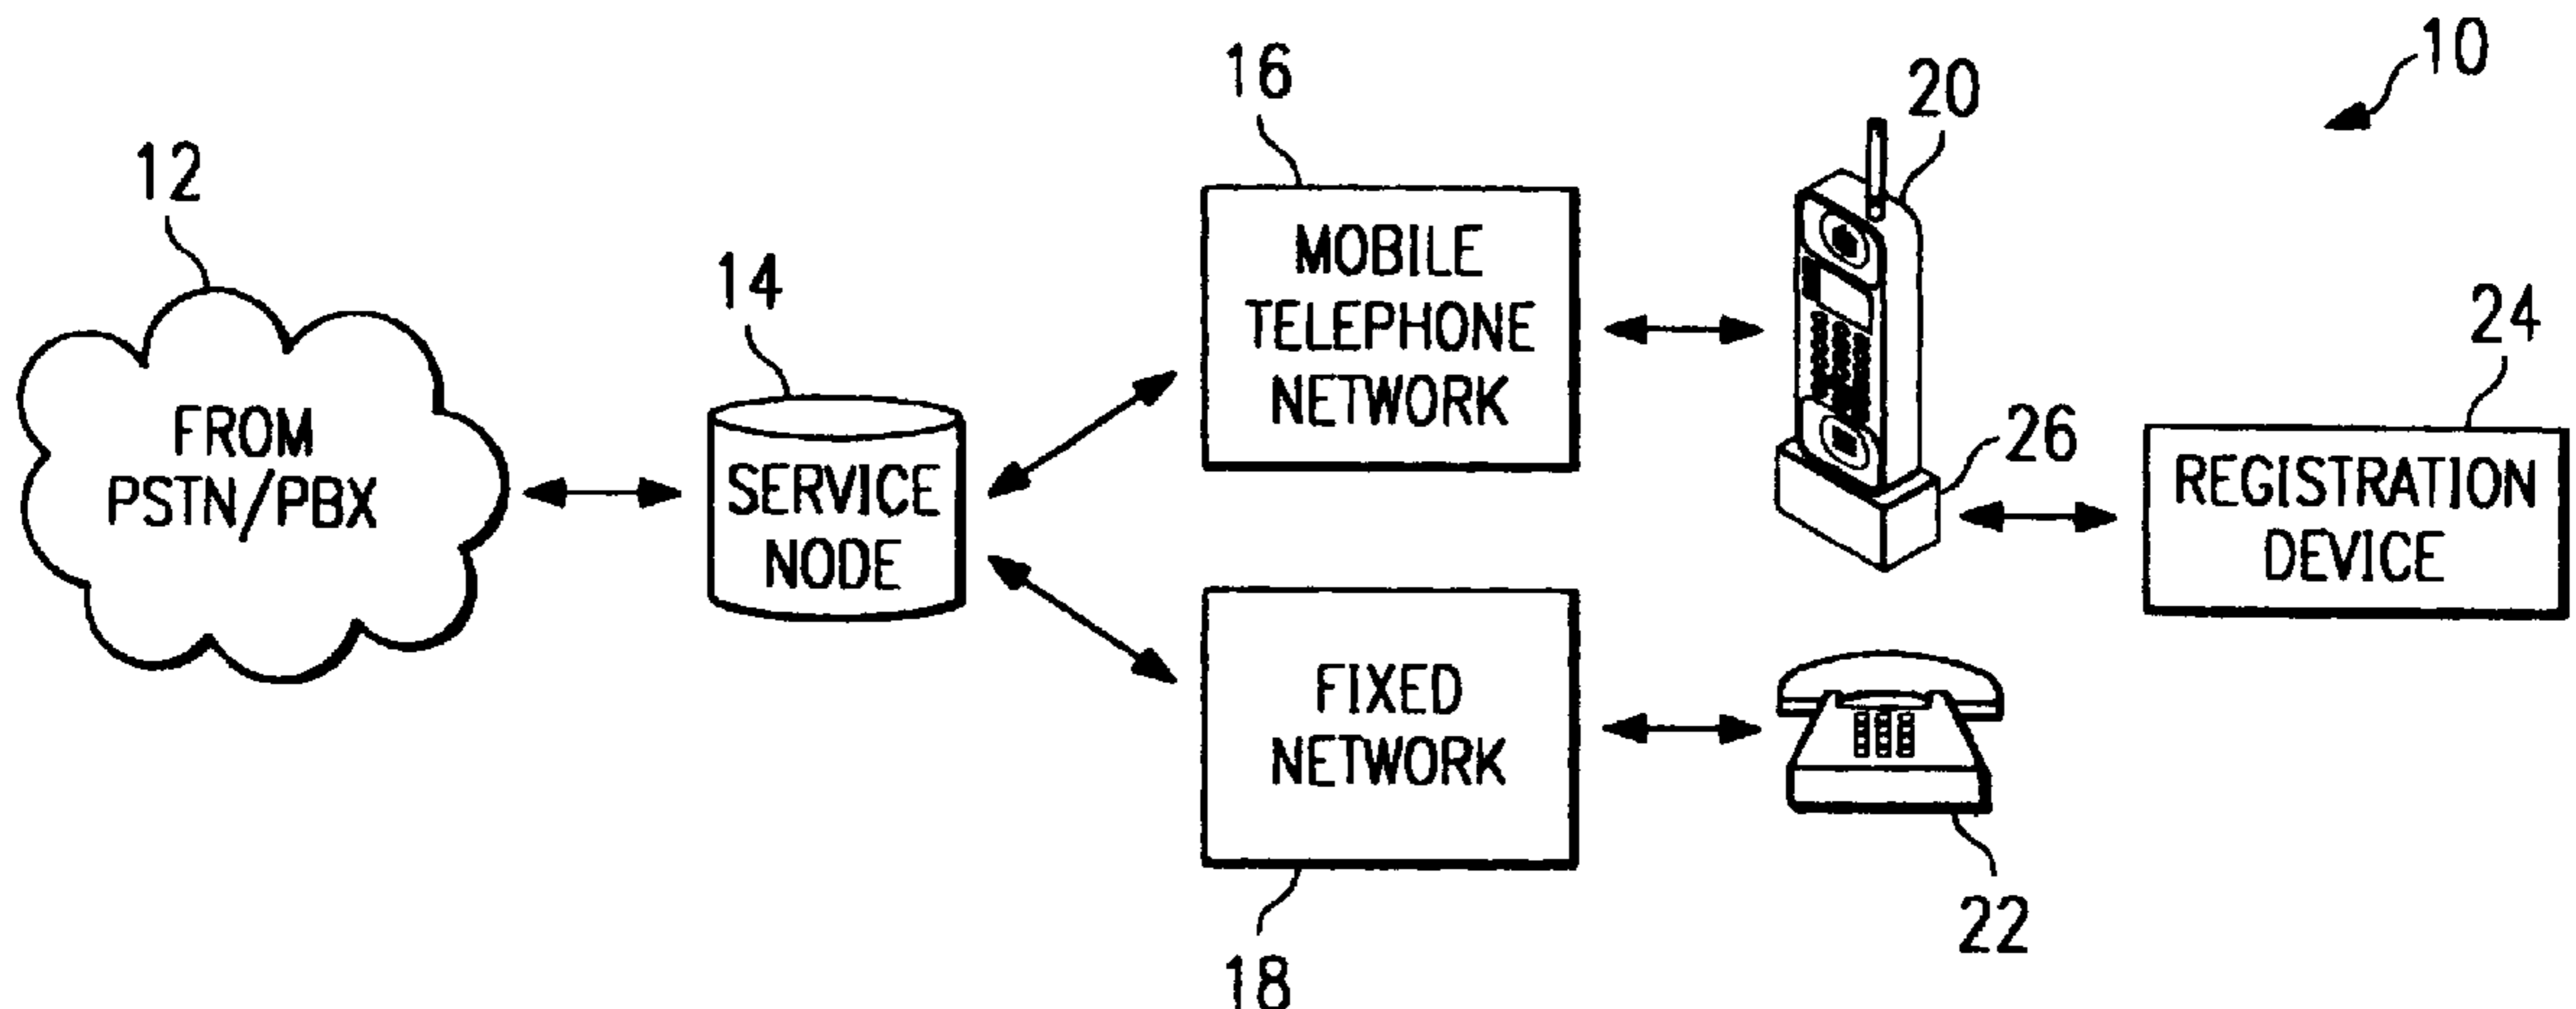 10
12
FROM
PSTN/PBX
14
SERVICE
NODE
16
MOBILE
TELEPHONE
NETWORK
18
FIXED
NETWORK
20
26
22
24
REGISTRATION
DEVICE